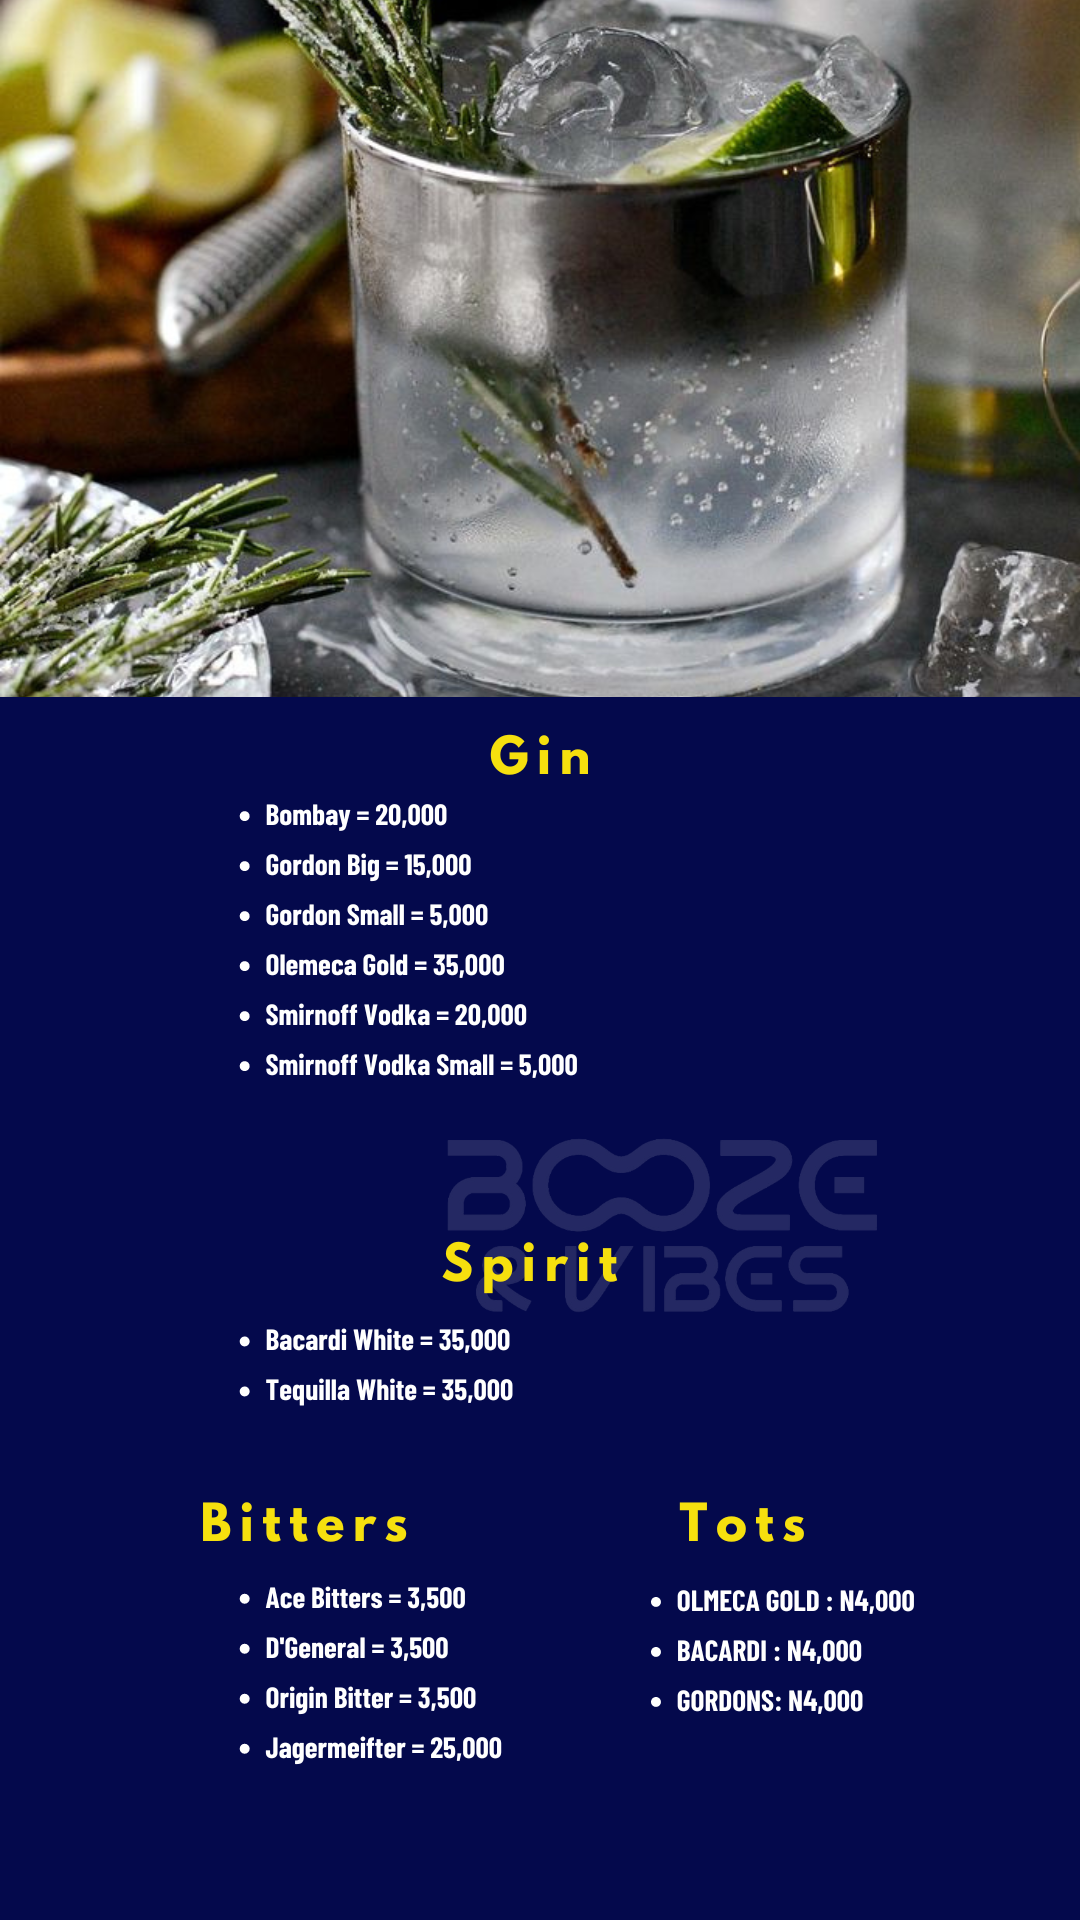 Gin
• Bombay = 20,000
• Gordon Big = 15,000
• Gordon Small = 5,000
• Olemeca Gold = 35,000
• Smirnoff Vodka = 20,000
• Smirnoff Vodka Small = 5,000
BOOZE
& VIBES
Spirit
• Bacardi White = 35,000
• Tequilla White = 35,000
Bitters
• Ace Bitters = 3,500
• D'General = 3,500
• Origin Bitter = 3,500
• Jagermeifter = 25,000
Tots
• OLMECA GOLD : N4,000
• BACARDI : N4,000
• GORDONS: N4,000